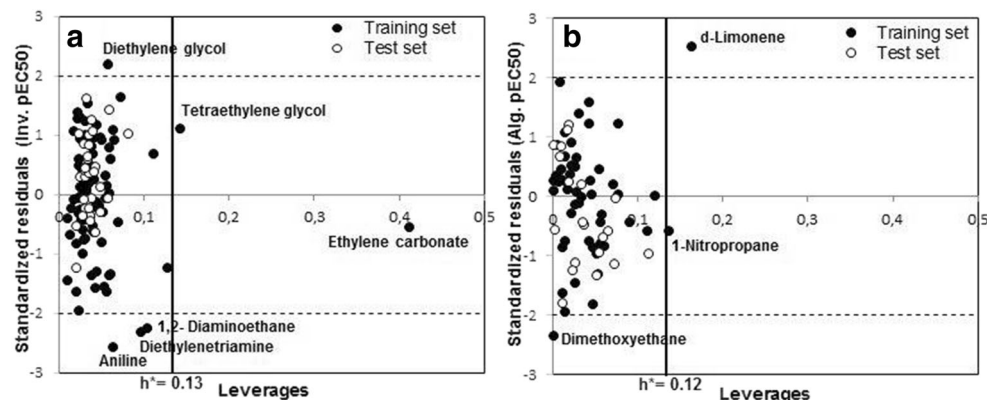 a
Standardized residuals (Inv. pEC50)
3
2
1
0
-1
-2
-3
0
0,1
0,2
0,3
0,4
0,5
Training set
Test set
Diethylene glycol
Tetraethylene glycol
Ethylene carbonate
1,2- Diaminoethane
Diethylenetriamine
Aniline
h*= 0.13
Leverages
b
Standardized residuals (Alg. pEC50)
3
2
1
0
-1
-2
-3
0
0,1
0,2
0,3
0,4
0,5
Training set
Test set
d-Limonene
1-Nitropropane
Dimethoxyethane
h*= 0.12
Leverages